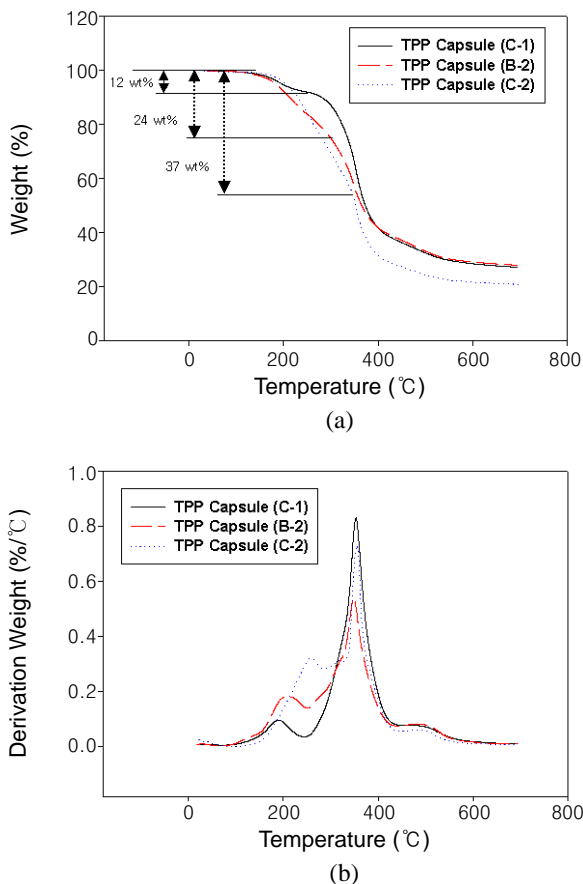 120
100
80
60
40
20
0
Weight (%)
12 wt%
24 wt%
37 wt%
TPP Capsule (C-1)
TPP Capsule (B-2)
TPP Capsule (C-2)
0 200 400 600 800
Temperature (℃)
(a)
1.0
0.8
0.6
0.4
0.2
0.0
Derivation Weight (%/℃)
TPP Capsule (C-1)
TPP Capsule (B-2)
TPP Capsule (C-2)
0 200 400 600 800
Temperature (℃)
(b)